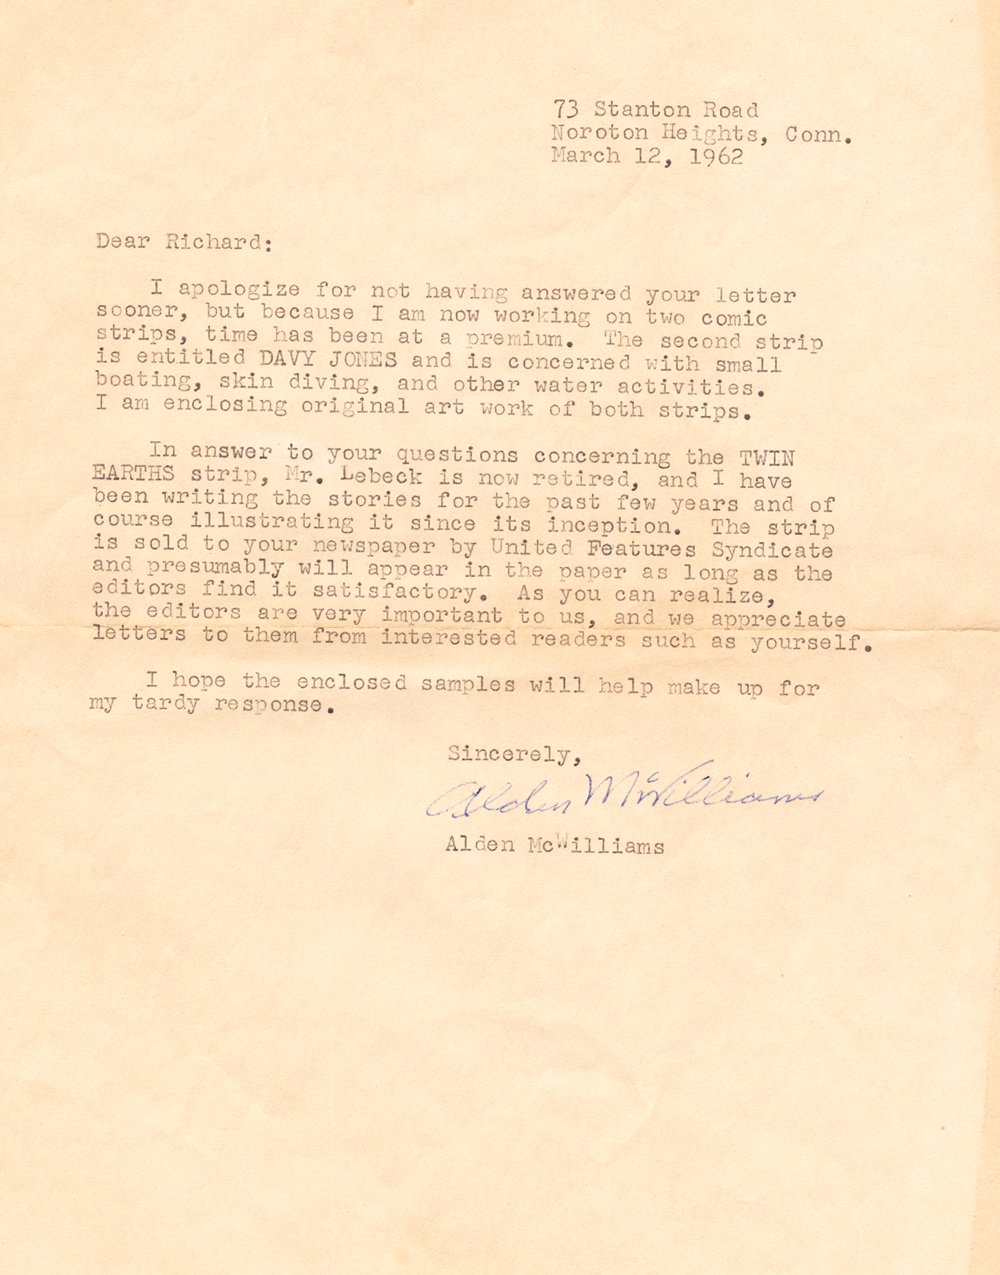 73 Stanton Road
Noroton Heights, Conn.
March 12, 1962
Dear Richard:
I apologize for not having answered your letter
sooner, but because I am now working on two comic
strips, time has been at a premium. The second strip
is entitled DAVY JONES and is concerned with small
boating, skin diving, and other water activities.
I am enclosing original art work of both strips.
In answer to your questions concerning the TWIN
EARTHS strip, Mr. Lebeck is now retired, and I have
been writing the stories for the past few years and of
course illustrating it since its inception. The strip
is sold to your newspaper by United Features Syndicate
and presumably will appear in the paper as long as the
editors find it satisfactory. As you can realize,
the editors are very important to us, and we appreciate
letters to them from interested readers such as yourself.
I hope the enclosed samples will help make up for
my tardy response.
Sincerely,
Alden McWilliams
Alden McWilliams